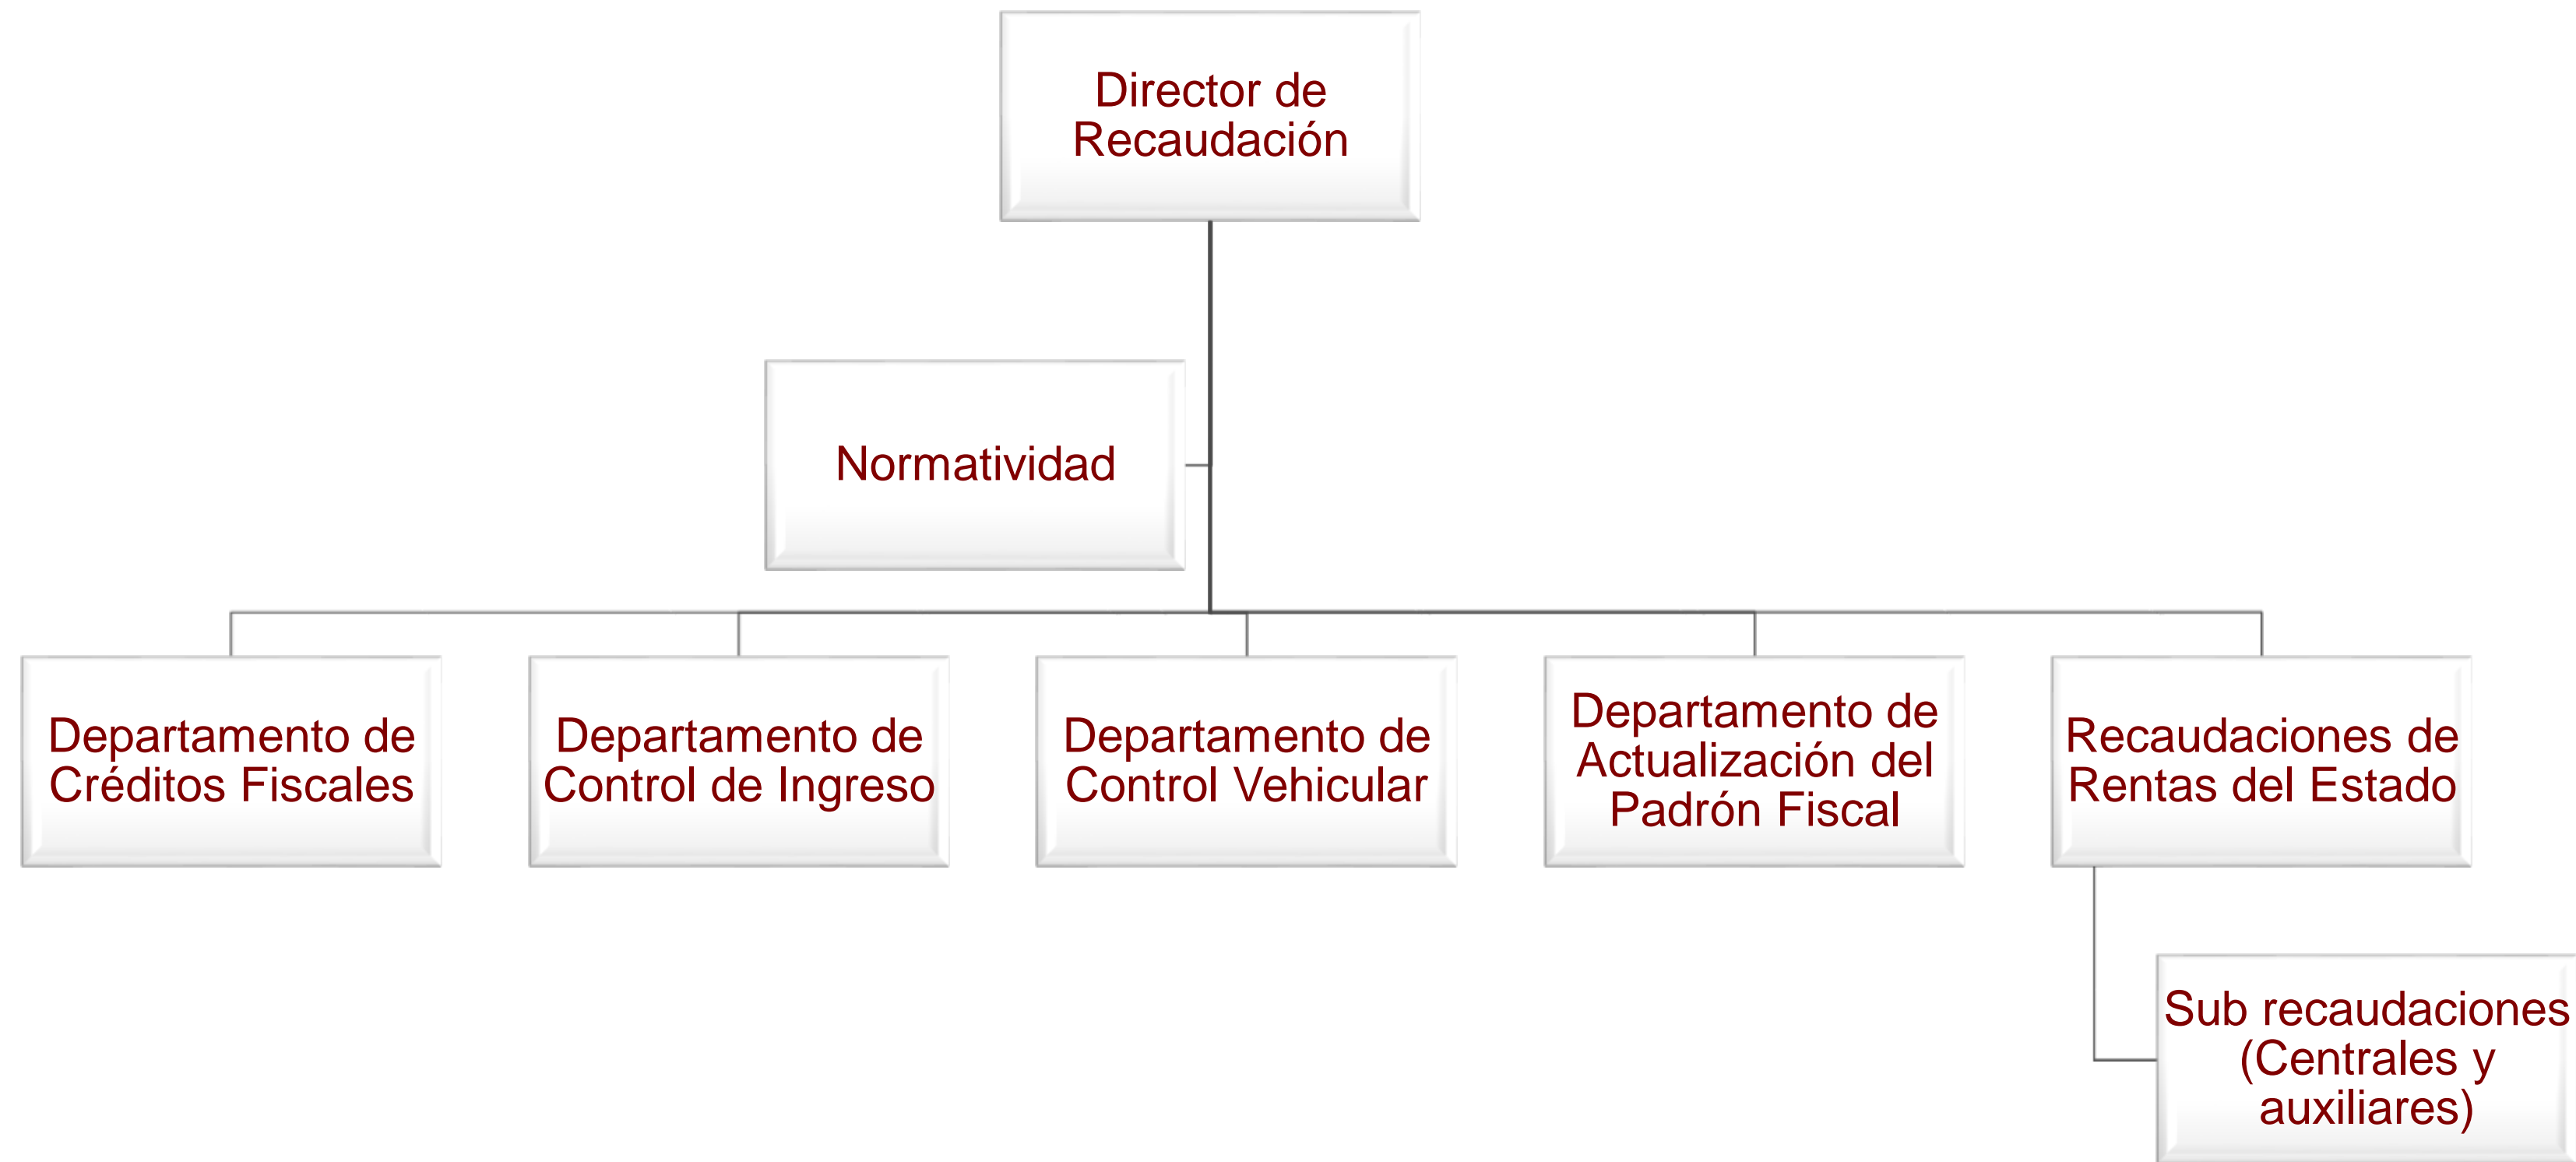 Director de
Recaudación
Normatividad
Departamento de
Créditos Fiscales
Departamento de
Control de Ingreso
Departamento de
Control Vehicular
Departamento de
Actualización del
Padrón Fiscal
Recaudaciones de
Rentas del Estado
Sub recaudaciones
(Centrales y
auxiliares)